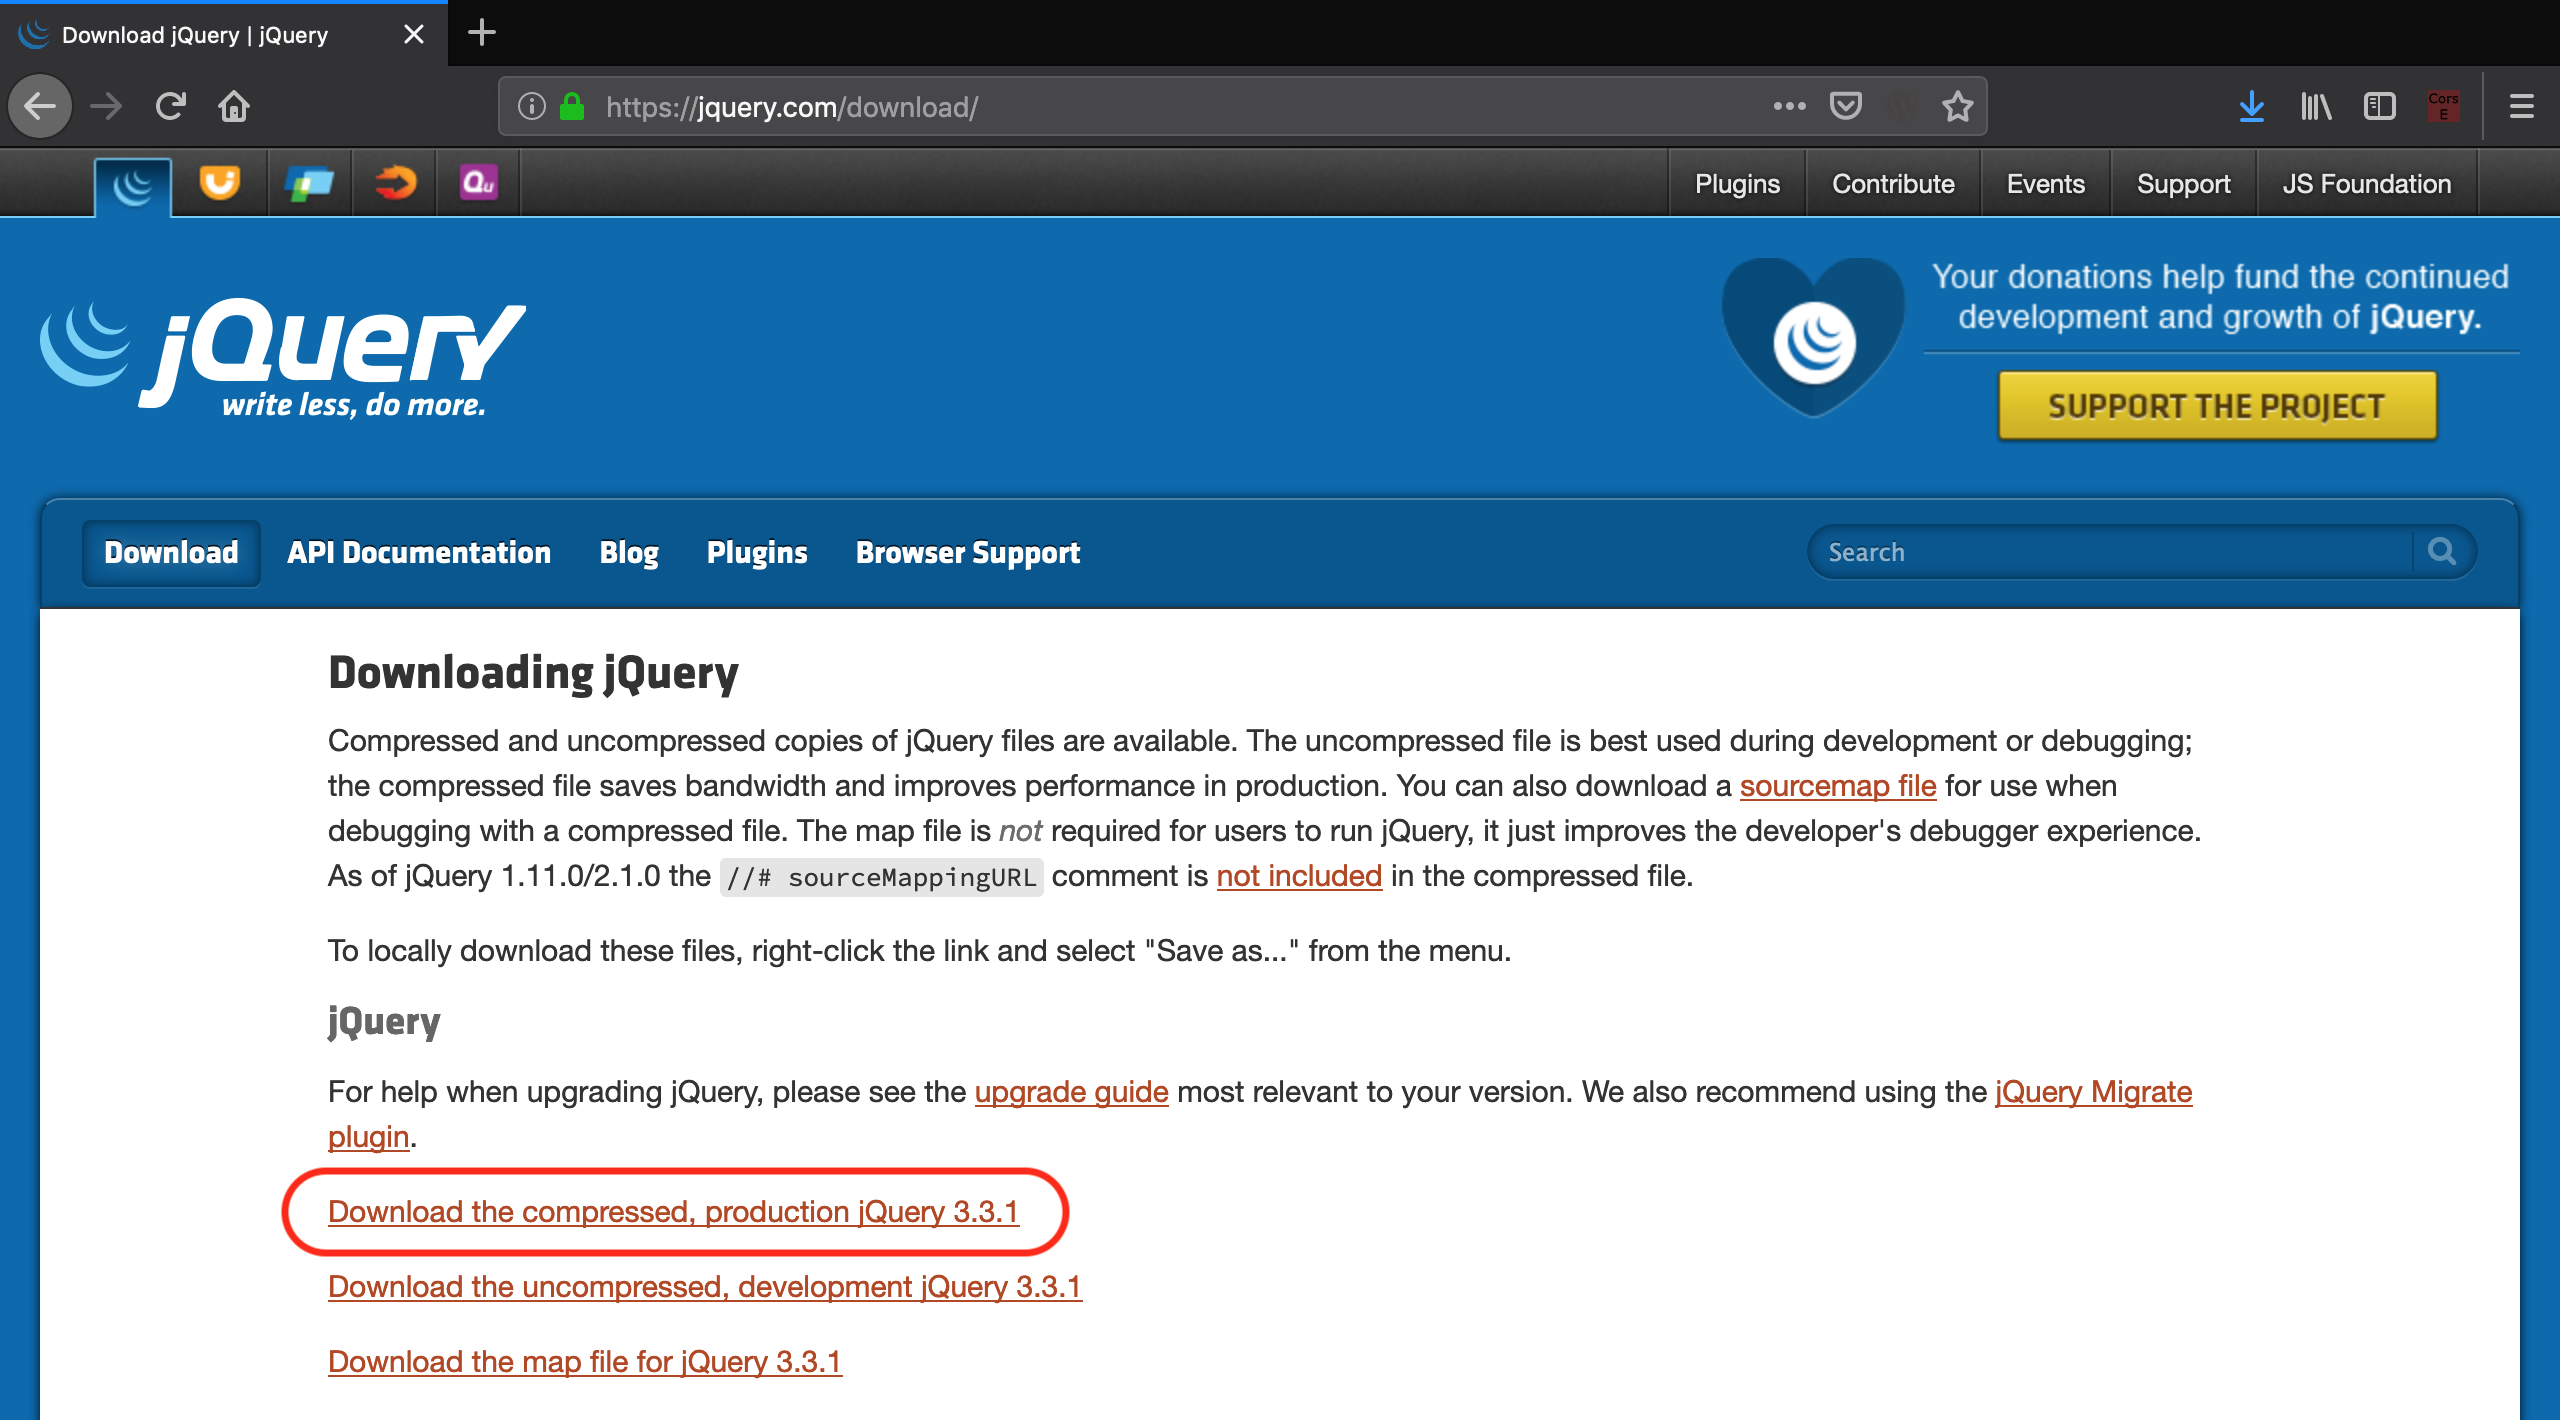 Download jQuery | jQuery
https://jquery.com/download/
Cors
E
Qu
Plugins
Contribute
Events
Support
JS Foundation
jQuery
write less, do more.
Your donations help fund the continued
development and growth of jQuery.
SUPPORT THE PROJECT
Download
API Documentation
Blog
Plugins
Browser Support
Search
Downloading jQuery
Compressed and uncompressed copies of jQuery files are available. The uncompressed file is best used during development or debugging;
the compressed file saves bandwidth and improves performance in production. You can also download a sourcemap file for use when
debugging with a compressed file. The map file is not required for users to run jQuery, it just improves the developer's debugger experience.
As of jQuery 1.11.0/2.1.0 the //# sourceMappingURL comment is not included in the compressed file.
To locally download these files, right-click the link and select "Save as..." from the menu.
jQuery
For help when upgrading jQuery, please see the upgrade guide most relevant to your version. We also recommend using the jQuery Migrate
plugin.
Download the compressed, production jQuery 3.3.1
Download the uncompressed, development jQuery 3.3.1
Download the map file for jQuery 3.3.1